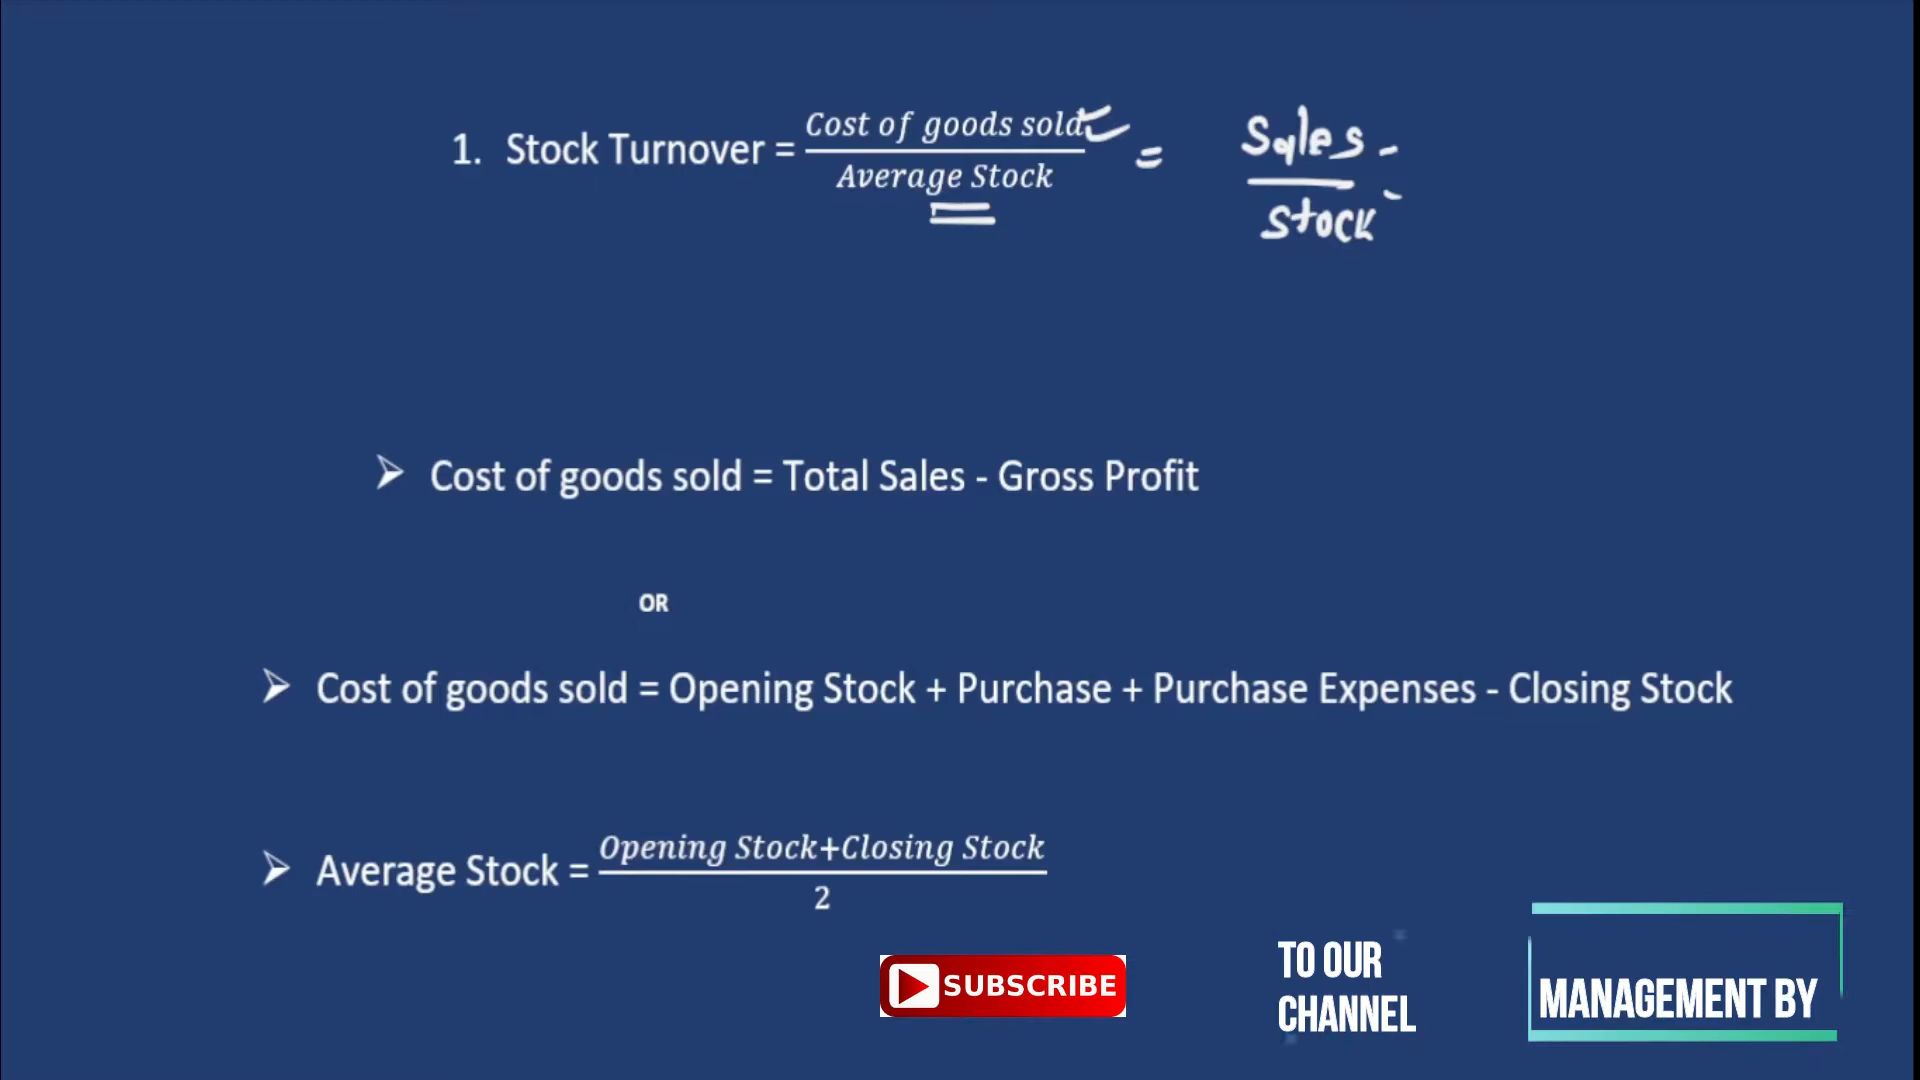 1. Stock Turnover = Cost of goods sold / Average Stock = Sales / Stock
➢ Cost of goods sold = Total Sales - Gross Profit
OR
➢ Cost of goods sold = Opening Stock + Purchase + Purchase Expenses - Closing Stock
➢ Average Stock = Opening Stock+Closing Stock / 2
SUBSCRIBE
TO OUR
CHANNEL
MANAGEMENT BY